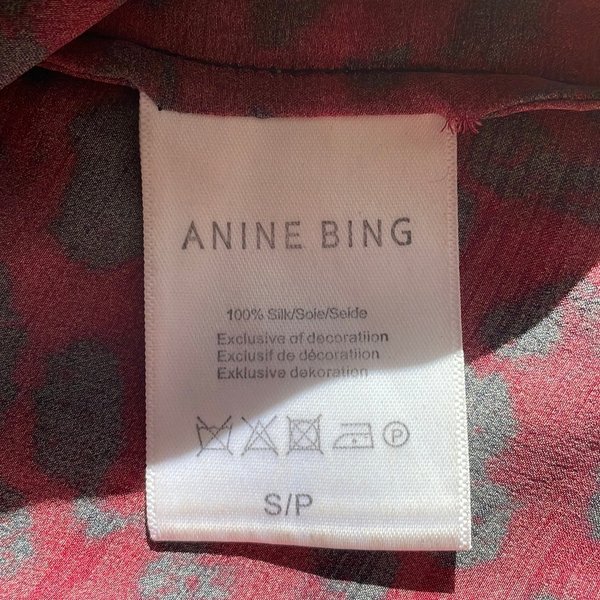 ANINE BING
100% Silk/Soie/Seide
Exclusive of decoratiion
Exclusif de décoratiion
Exklusive dekoration
P
S/P